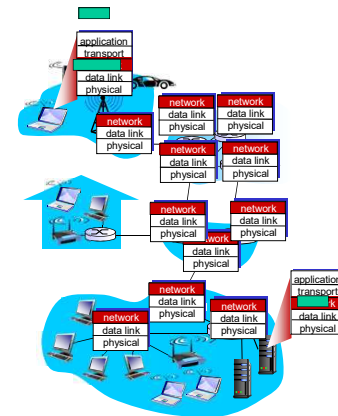 application
transport
data link
physical
network
data link
physical
network
data link
physical
network
data link
physical
network
data link
physical
network
data link
physical
network
data link
physical
network
data link
physical
network
data link
physical
application
transport
data link
physical
network
data link
physical
network
data link
physical
network
data link
physical